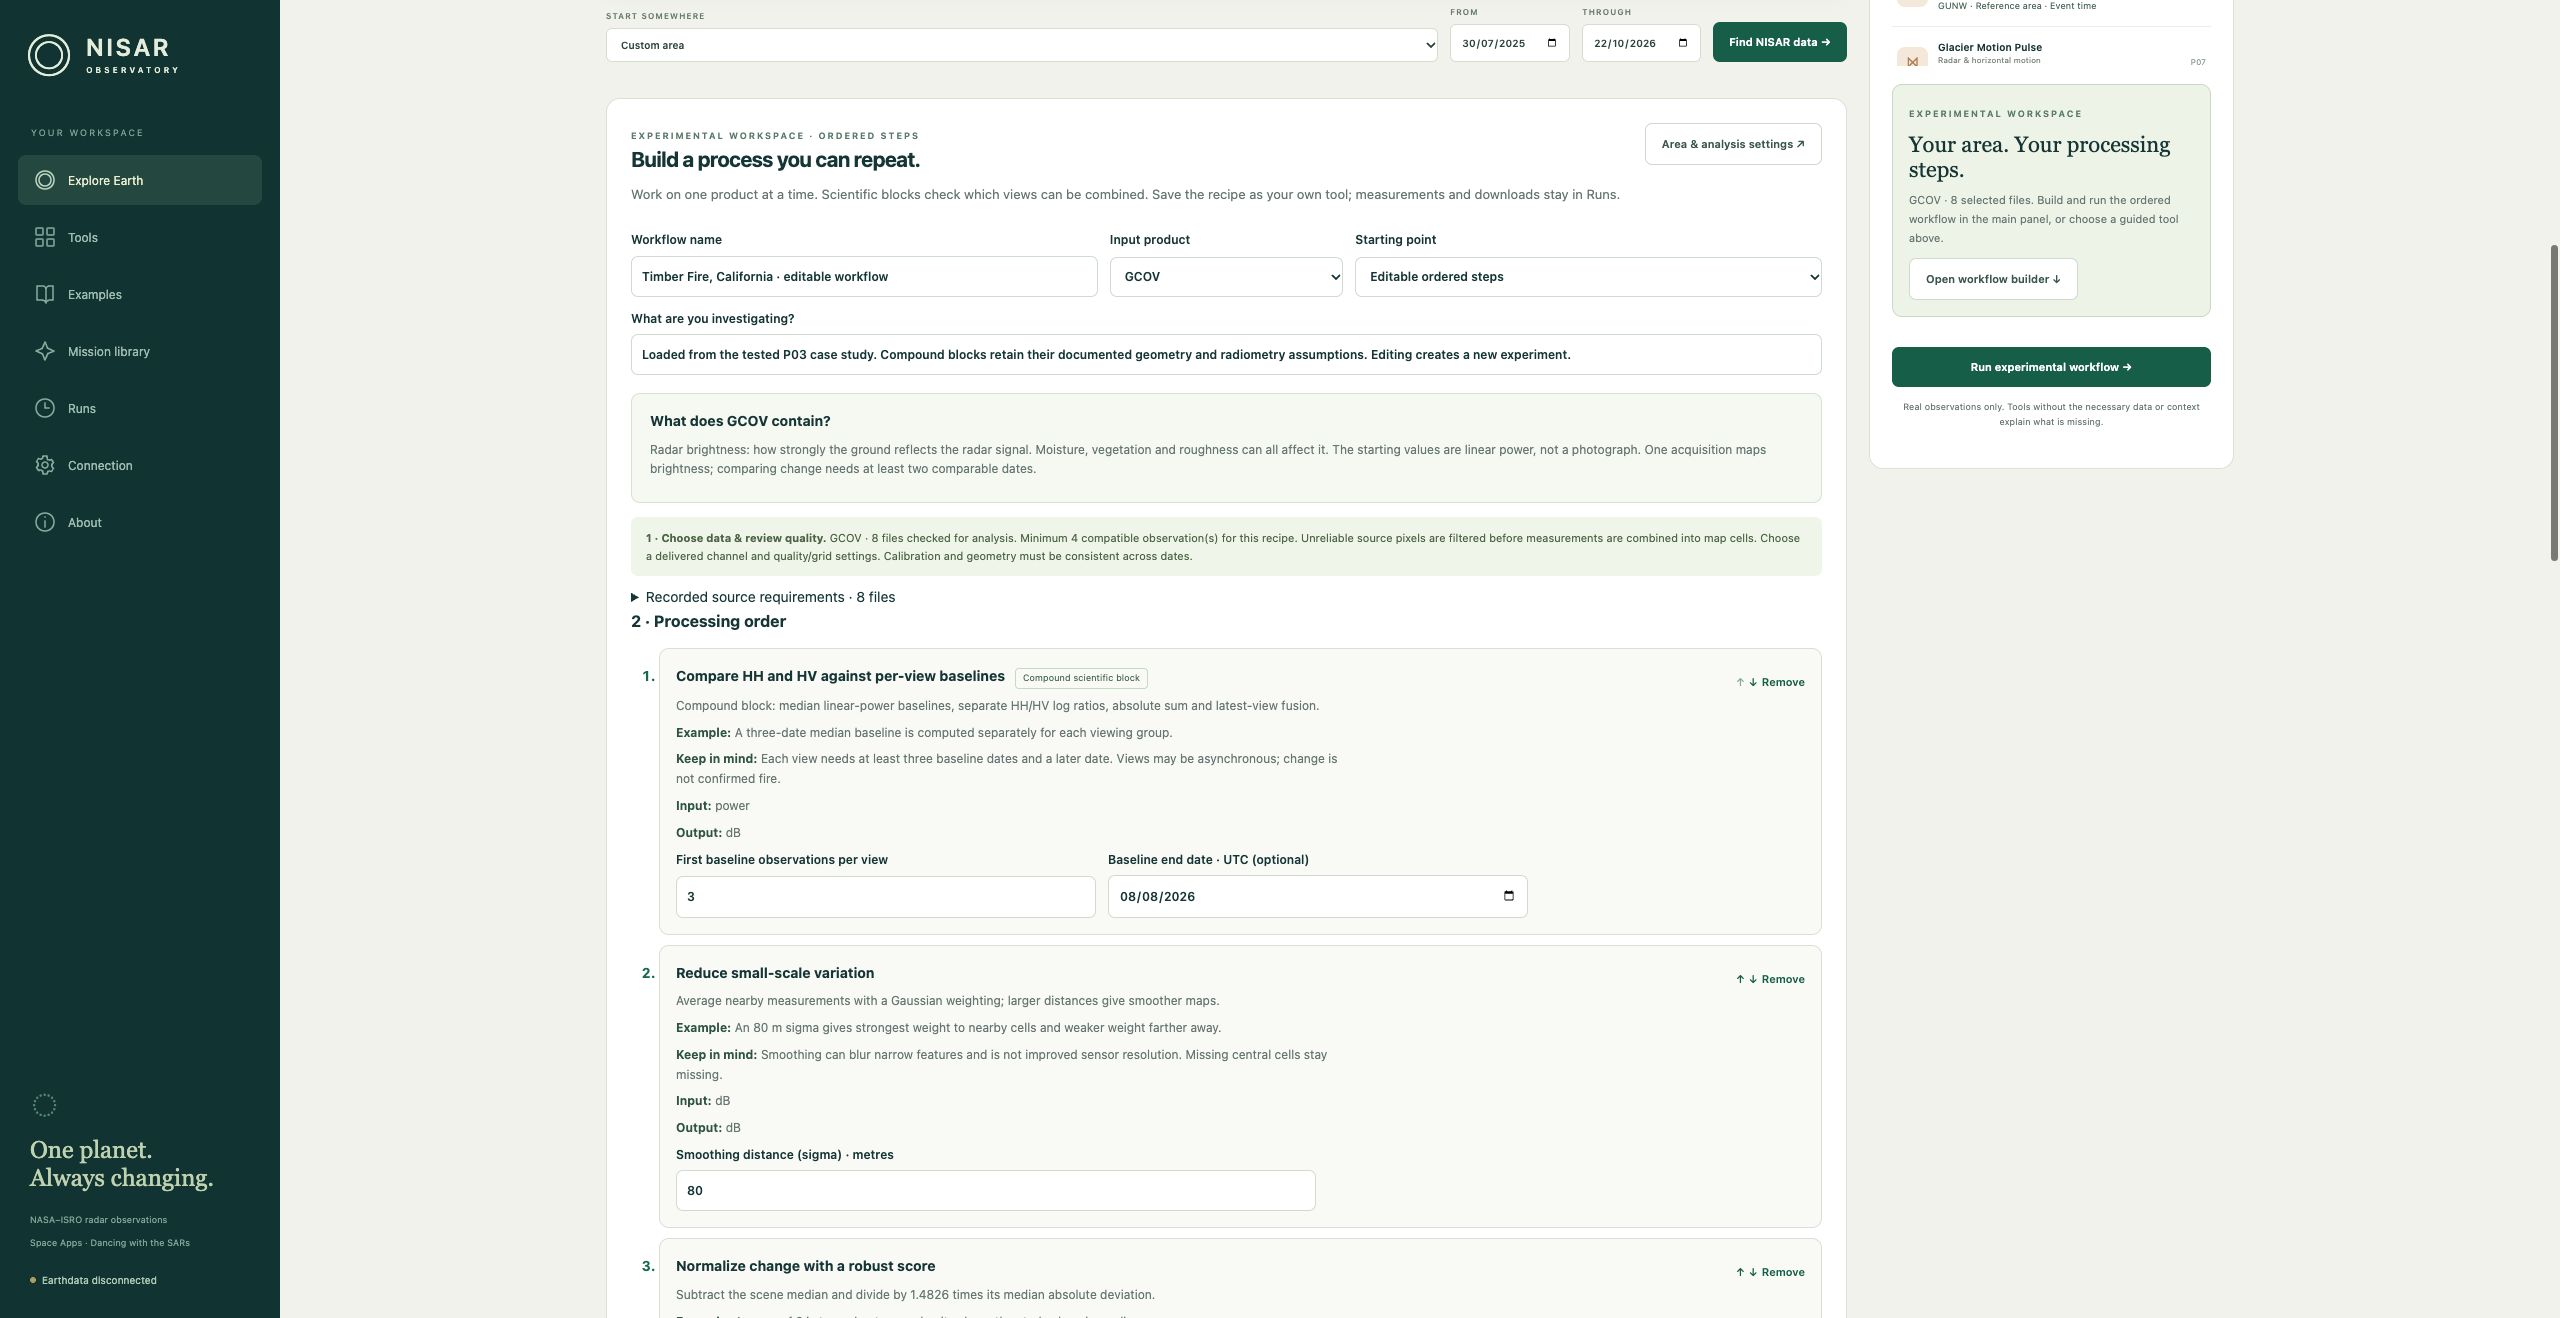 NISAR
OBSERVATORY
YOUR WORKSPACE
Explore Earth
Tools
Examples
Mission library
Runs
Connection
About
One planet.
Always changing.
NASA–ISRO radar observations
Space Apps · Dancing with the SARs
Earthdata disconnected
START SOMEWHERE
Custom area
FROM
30/07/2025
THROUGH
22/10/2026
Find NISAR data →
EXPERIMENTAL WORKSPACE · ORDERED STEPS
Build a process you can repeat.
Area & analysis settings ↗
Work on one product at a time. Scientific blocks check which views can be combined. Save the recipe as your own tool; measurements and downloads stay in Runs.
Workflow name
Input product
Starting point
Timber Fire, California · editable workflow
GCOV
Editable ordered steps
What are you investigating?
Loaded from the tested P03 case study. Compound blocks retain their documented geometry and radiometry assumptions. Editing creates a new experiment.
What does GCOV contain?
Radar brightness: how strongly the ground reflects the radar signal. Moisture, vegetation and roughness can all affect it. The starting values are linear power, not a photograph. One acquisition maps
brightness; comparing change needs at least two comparable dates.
1 · Choose data & review quality. GCOV · 8 files checked for analysis. Minimum 4 compatible observation(s) for this recipe. Unreliable source pixels are filtered before measurements are combined into map cells. Choose
a delivered channel and quality/grid settings. Calibration and geometry must be consistent across dates.
▶ Recorded source requirements · 8 files
2 · Processing order
1. Compare HH and HV against per-view baselines
Compound scientific block
↑ ↓ Remove
Compound block: median linear-power baselines, separate HH/HV log ratios, absolute sum and latest-view fusion.
Example: A three-date median baseline is computed separately for each viewing group.
Keep in mind: Each view needs at least three baseline dates and a later date. Views may be asynchronous; change is
not confirmed fire.
Input: power
Output: dB
First baseline observations per view
Baseline end date · UTC (optional)
3
08/08/2026
2. Reduce small-scale variation
↑ ↓ Remove
Average nearby measurements with a Gaussian weighting; larger distances give smoother maps.
Example: An 80 m sigma gives strongest weight to nearby cells and weaker weight farther away.
Keep in mind: Smoothing can blur narrow features and is not improved sensor resolution. Missing central cells stay
missing.
Input: dB
Output: dB
Smoothing distance (sigma) · metres
80
3. Normalize change with a robust score
↑ ↓ Remove
Subtract the scene median and divide by 1.4826 times its median absolute deviation.
GUNW · Reference area · Event time
Glacier Motion Pulse
Radar & horizontal motion
P07
EXPERIMENTAL WORKSPACE
Your area. Your processing
steps.
GCOV · 8 selected files. Build and run the ordered
workflow in the main panel, or choose a guided tool
above.
Open workflow builder ↓
Run experimental workflow →
Real observations only. Tools without the necessary data or context
explain what is missing.